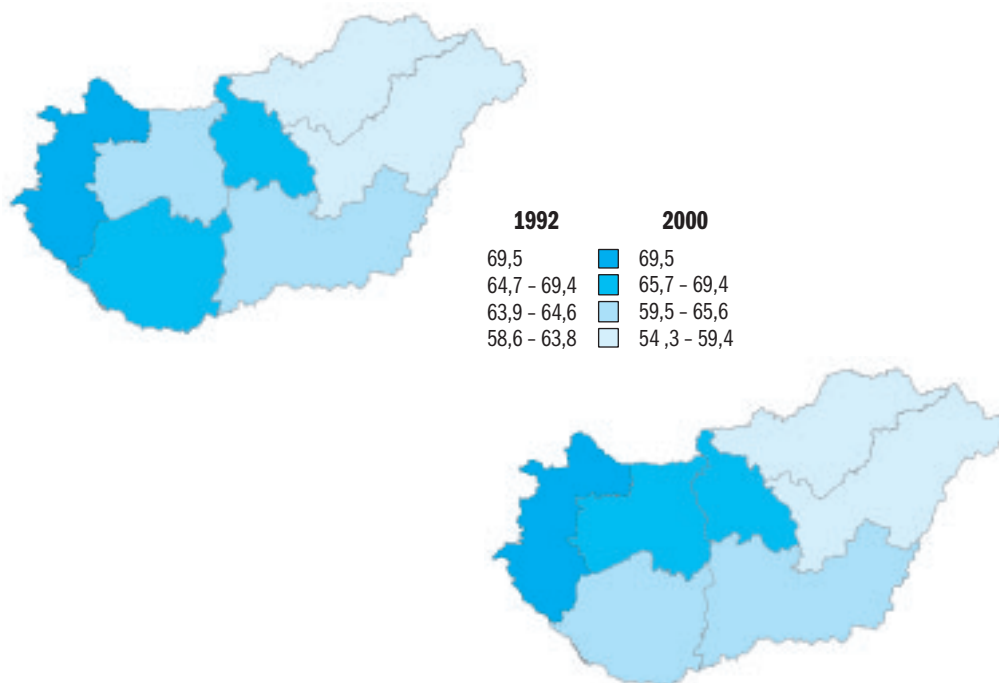 1992 2000
69,5 69,5
64,7 – 69,4 65,7 – 69,4
63,9 – 64,6 59,5 – 65,6
58,6 – 63,8 54 ,3 – 59,4